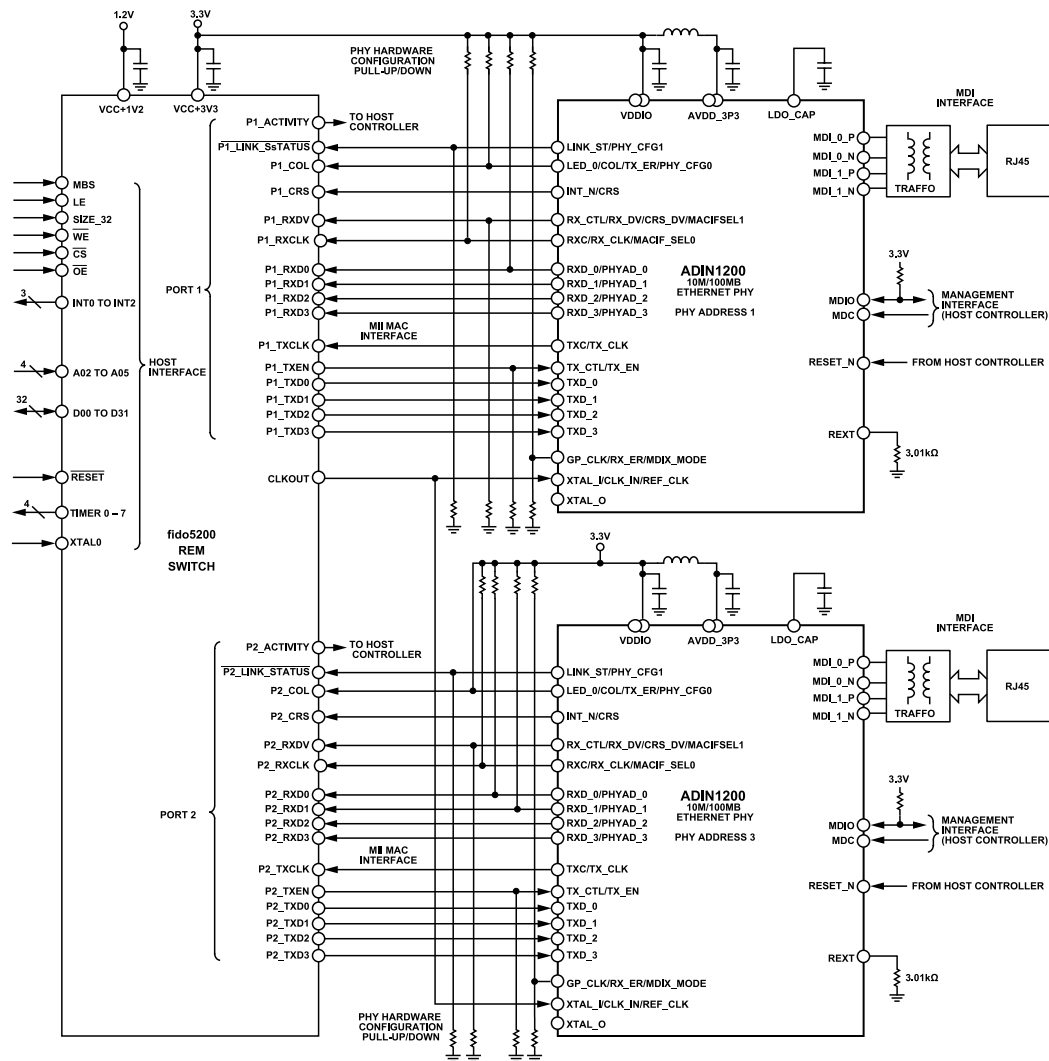 1.2V
3.3V
PHY HARDWARE
CONFIGURATION
PULL-UP/DOWN
VCC+1V2
VCC+3V3
VDDIO
AVDD_3P3
LDO_CAP
MDI
INTERFACE
P1_ACTIVITY
TO HOST
CONTROLLER
P1_LINK_SsTATUS
P1_COL
P1_CRS
P1_RXDV
P1_RXCLK
P1_RXD0
P1_RXD1
P1_RXD2
P1_RXD3
MII MAC
INTERFACE
P1_TXCLK
P1_TXEN
P1_TXD0
P1_TXD1
P1_TXD2
P1_TXD3
CLKOUT
PORT 1
MBS
LE
SIZE_32
WE
CS
OE
3
INT0 TO INT2
HOST
INTERFACE
4
A02 TO A05
32
D00 TO D31
RESET
4
TIMER 0 – 7
XTAL0
fido5200
REM
SWITCH
LINK_ST/PHY_CFG1
LED_0/COL/TX_ER/PHY_CFG0
INT_N/CRS
RX_CTL/RX_DV/CRS_DV/MACIFSEL1
RXC/RX_CLK/MACIF_SEL0
RXD_0/PHYAD_0
RXD_1/PHYAD_1
RXD_2/PHYAD_2
RXD_3/PHYAD_3
TXC/TX_CLK
TX_CTL/TX_EN
TXD_0
TXD_1
TXD_2
TXD_3
GP_CLK/RX_ER/MDIX_MODE
XTAL_I/CLK_IN/REF_CLK
XTAL_O
ADIN1200
10M/100MB
ETHERNET PHY
PHY ADDRESS 1
MDI_0_P
MDI_0_N
MDI_1_P
MDI_1_N
TRAFFO
RJ45
3.3V
MDIO
MDC
MANAGEMENT
INTERFACE
(HOST CONTROLLER)
RESET_N
FROM HOST CONTROLLER
REXT
3.01kΩ
3.3V
VDDIO
AVDD_3P3
LDO_CAP
MDI
INTERFACE
P2_ACTIVITY
TO HOST
CONTROLLER
P2_LINK_STATUS
P2_COL
P2_CRS
P2_RXDV
P2_RXCLK
P2_RXD0
P2_RXD1
P2_RXD2
P2_RXD3
MII MAC
INTERFACE
P2_TXCLK
P2_TXEN
P2_TXD0
P2_TXD1
P2_TXD2
P2_TXD3
PORT 2
PHY HARDWARE
CONFIGURATION
PULL-UP/DOWN
LINK_ST/PHY_CFG1
LED_0/COL/TX_ER/PHY_CFG0
INT_N/CRS
RX_CTL/RX_DV/CRS_DV/MACIFSEL1
RXC/RX_CLK/MACIF_SEL0
RXD_0/PHYAD_0
RXD_1/PHYAD_1
RXD_2/PHYAD_2
RXD_3/PHYAD_3
TXC/TX_CLK
TX_CTL/TX_EN
TXD_0
TXD_1
TXD_2
TXD_3
GP_CLK/RX_ER/MDIX_MODE
XTAL_I/CLK_IN/REF_CLK
XTAL_O
ADIN1200
10M/100MB
ETHERNET PHY
PHY ADDRESS 3
MDI_0_P
MDI_0_N
MDI_1_P
MDI_1_N
TRAFFO
RJ45
3.3V
MDIO
MDC
MANAGEMENT
INTERFACE
(HOST CONTROLLER)
RESET_N
FROM HOST CONTROLLER
REXT
3.01kΩ